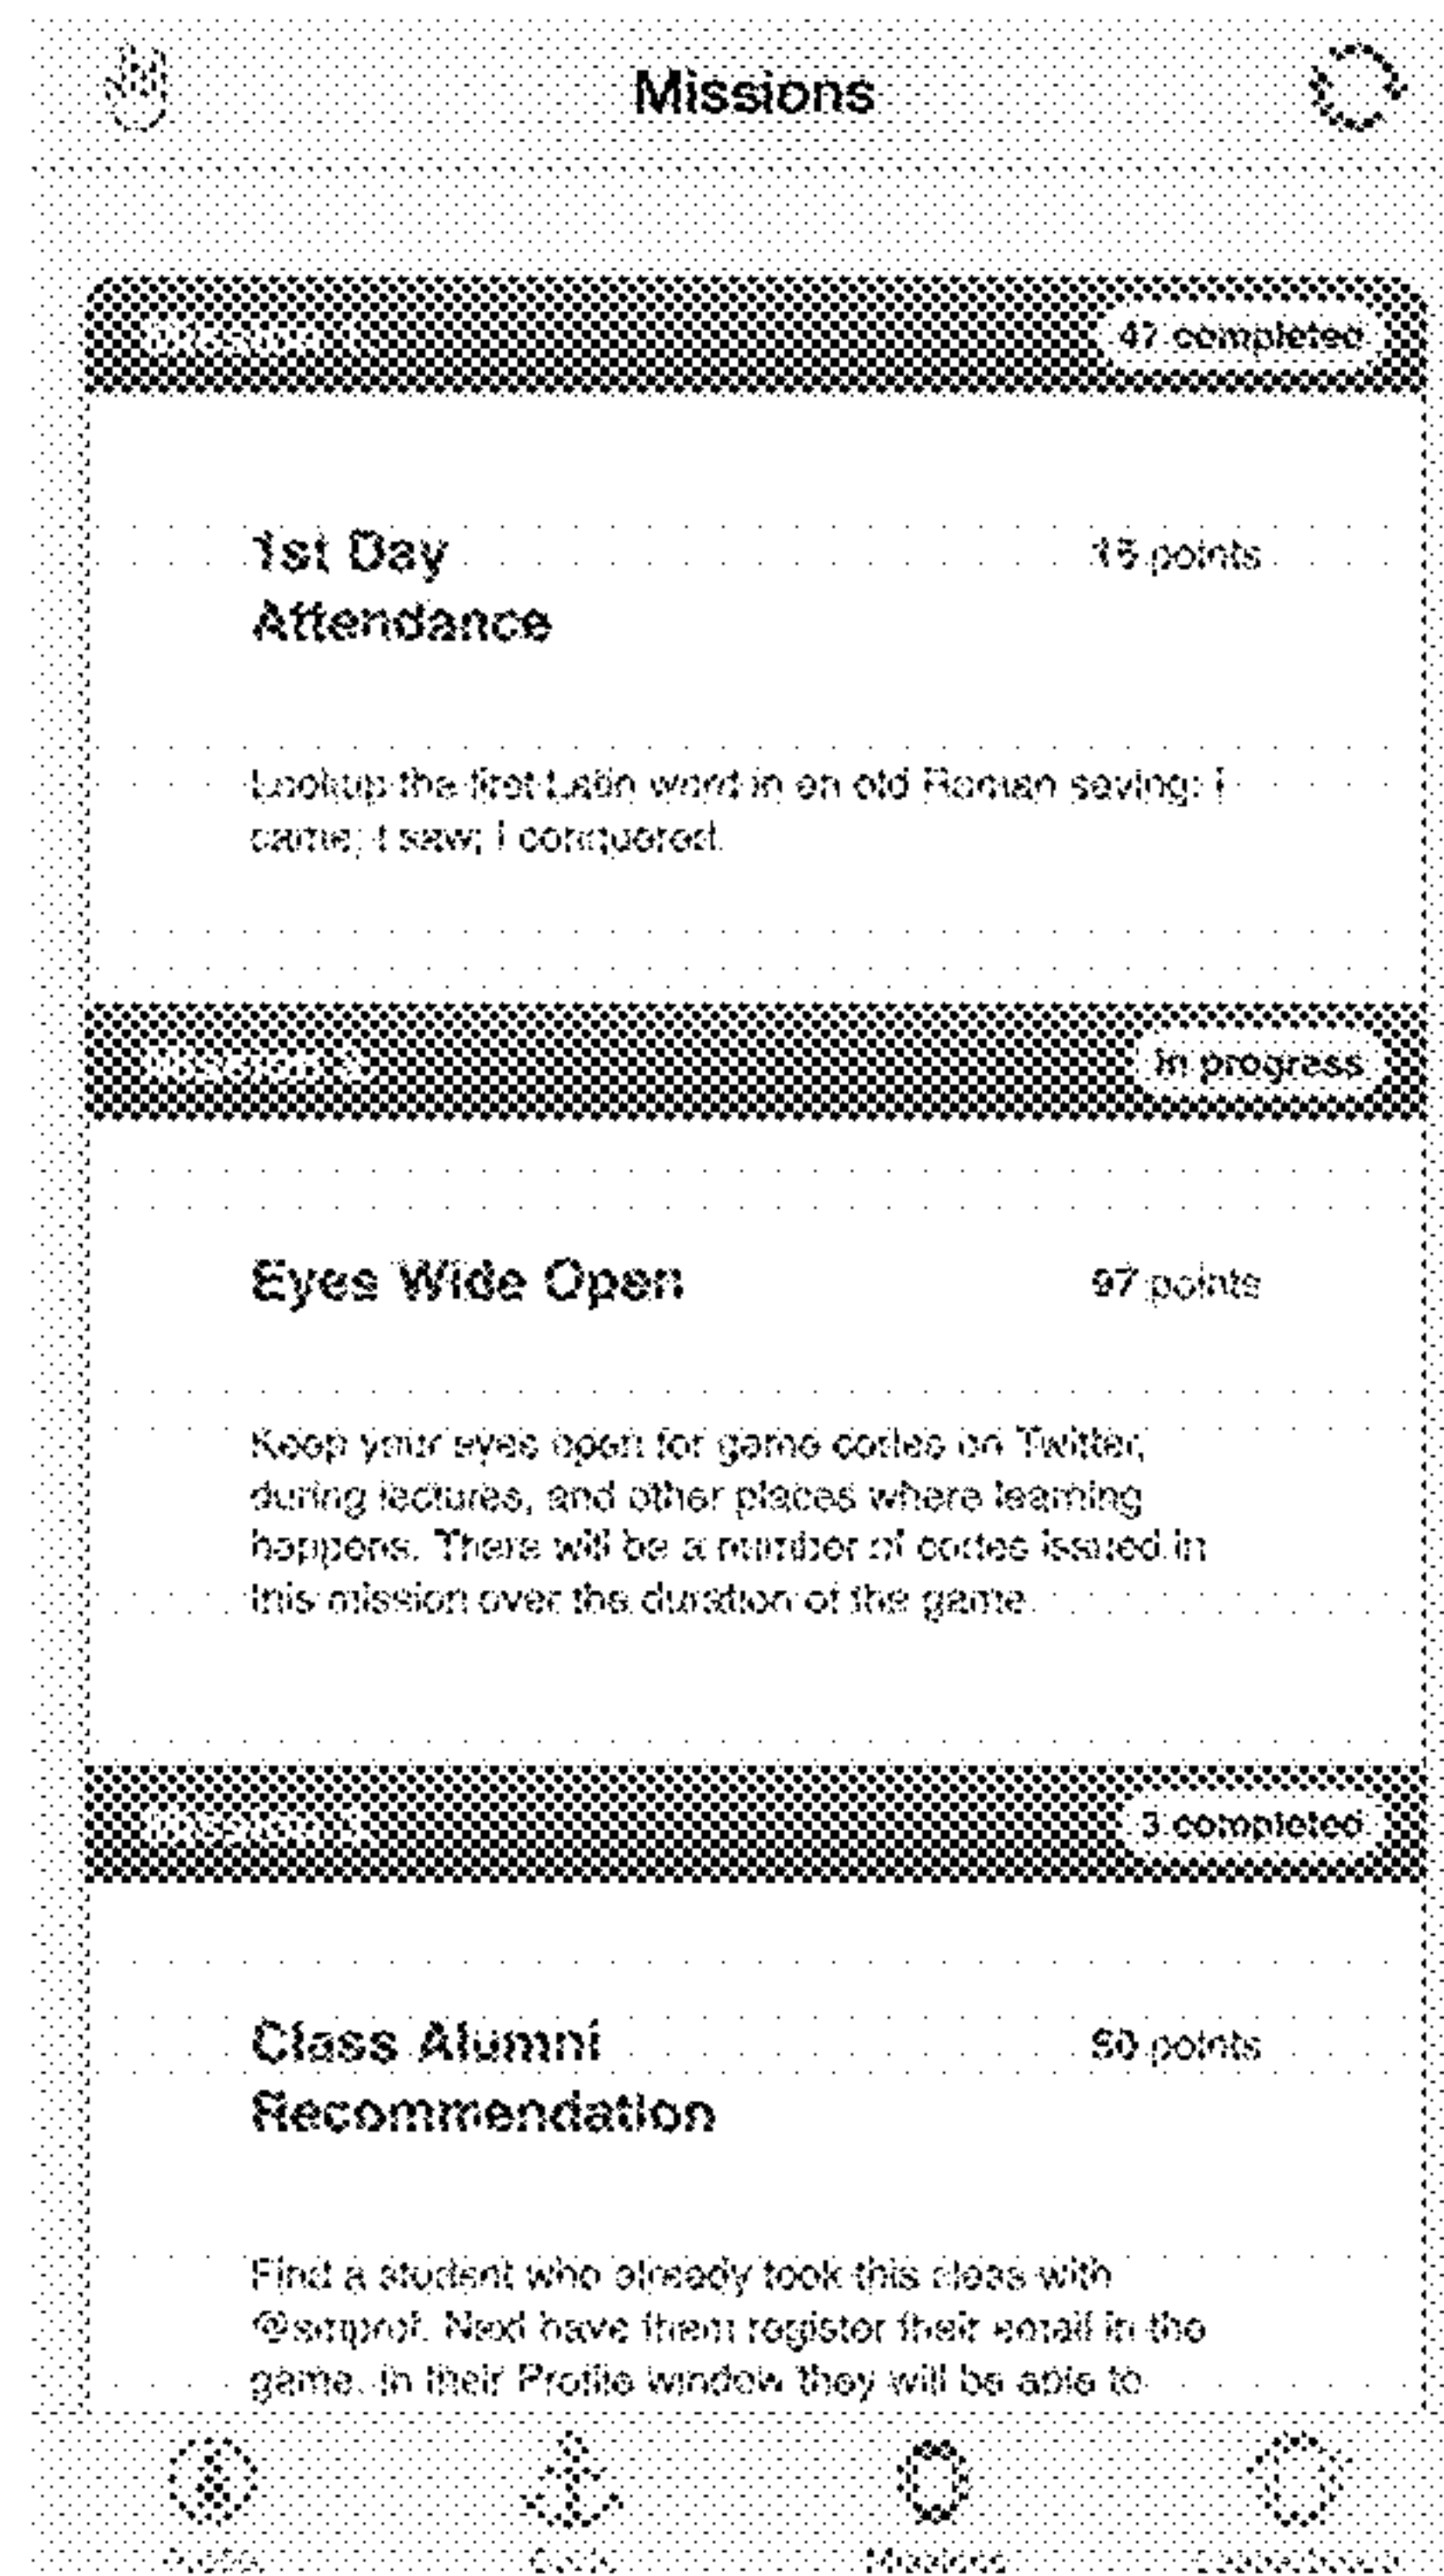 Missions
47 completed
1st Day
15 points
Attendance
Lookup the first Latin word in an old Roman saying: I
came; I saw; I conquered.
Mission
in progress
Eyes Wide Open
97 points
Keep your eyes open for game codes on Twitter,
during lectures, and other places where learning
happens. There will be a number of codes issued in
this mission over the duration of the game.
Mission
3 completed
Class Alumni
50 points
Recommendation
Find a student who already took this class with
@smprof. Next have them register their email in the
game. In their Profile window they will be able to
Missions